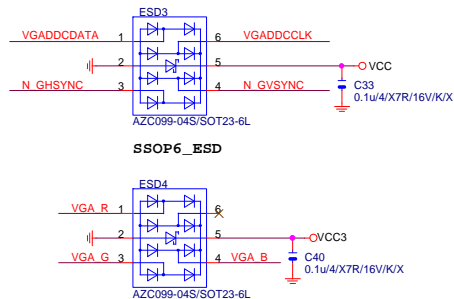 ESD3
VGADDCDATA 1 6 VGADDCCLK
2 5 VCC
N_GHSYNC 3 4 N_GVSYNC
C33
0.1u/4/X7R/16V/K/X
AZC099-04S/SOT23-6L
SSOP6_ESD
ESD4
VGA_R 1 6
2 5 VCC3
VGA_G 3 4 VGA_B
C40
0.1u/4/X7R/16V/K/X
AZC099-04S/SOT23-6L